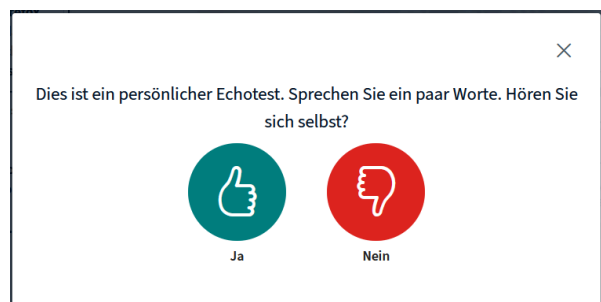 Dies ist ein persönlicher Echotest. Sprechen Sie ein paar Worte. Hören Sie
sich selbst?
Ja
Nein